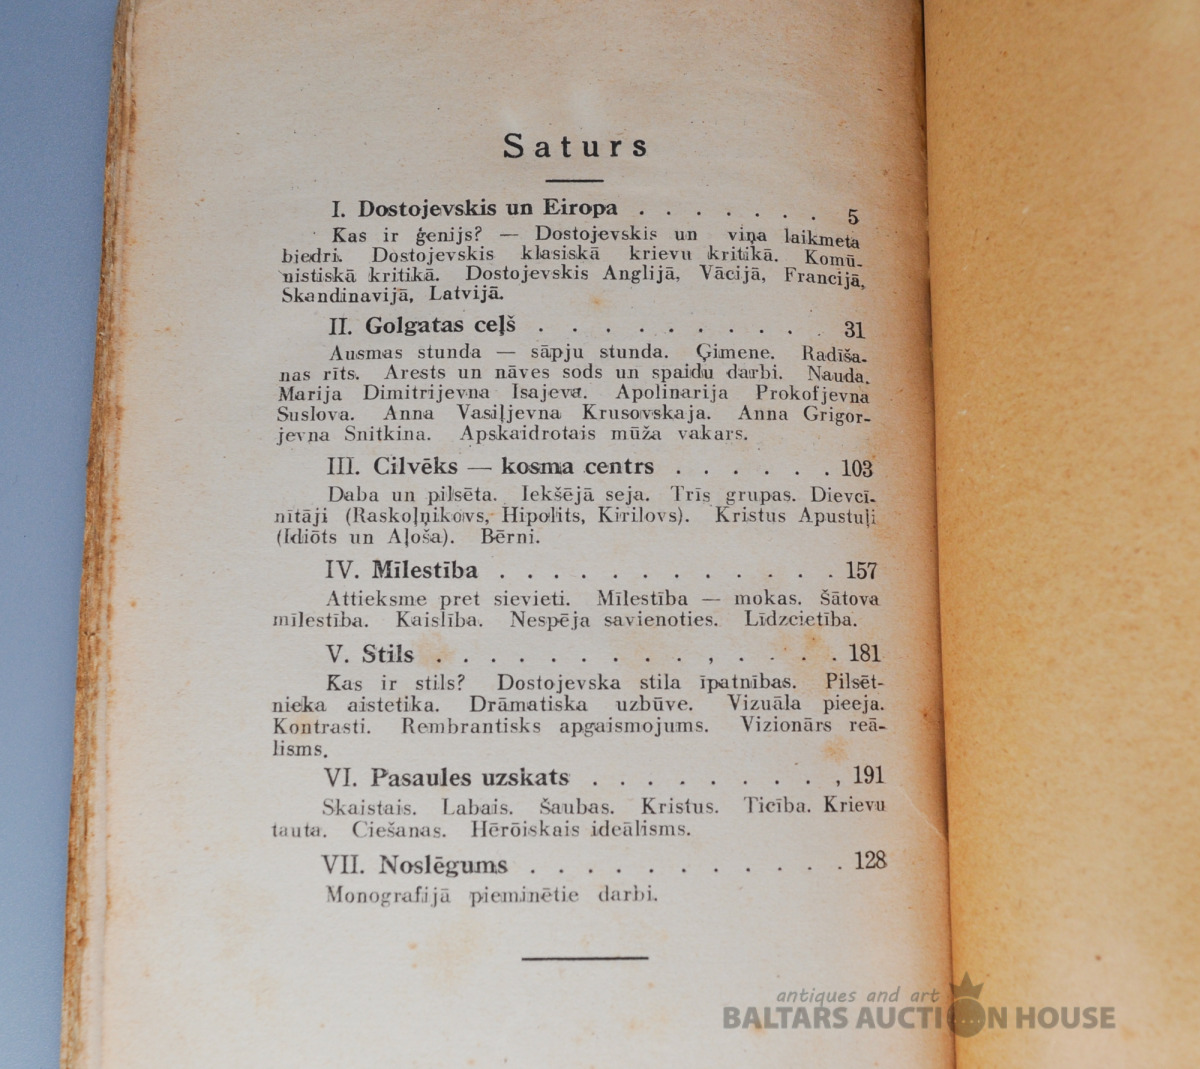 Saturs
I. Dostojevskis un Eiropa . . . . . . . 5
Kas ir ģenijs? — Dostojevskis un viņa laikmeta
biedri. Dostojevskis klasiskā krievu kritikā. Komū-
nistiskā kritikā. Dostojevskis Anglijā, Vācijā, Francijā,
Skandinavijā, Latvijā.
II. Golgatas ceļš . . . . . . . . . . 31
Ausmas stunda — sāpju stunda. Ģimene. Radīša-
nas rīts. Arests un nāves sods un spaidu darbi. Nauda.
Marija Dimitrijevna Isajeva. Apolinarija Prokofjevna
Suslova. Anna Vasiļjevna Krusovskaja. Anna Grigor-
jevna Snitkina. Apskaidrotais mūža vakars.
III. Cilvēks — kosma centrs . . . . . . 103
Daba un pilsēta. Iekšējā seja. Trīs grupas. Dievci-
nītāji (Raskoļnikovs, Hipolits, Kirilovs). Kristus Apustuļi
(Idiōts un Aļoša). Bērni.
IV. Mīlestība . . . . . . . . . . . . 157
Attieksme pret sievieti. Mīlestība — mokas. Šātova
mīlestība. Kaislība. Nespēja savienoties. Līdzcietība.
V. Stils . . . . . . . . . , . . . . . 181
Kas ir stils? Dostojevska stila īpatnības. Pilsēt-
nieka aistetika. Drāmatiska uzbūve. Vizuāla pieeja.
Kontrasti. Rembrantisks apgaismojums. Vizionārs reā-
lisms.
VI. Pasaules uzskats . . . . . . . . , 191
Skaistais. Labais. Šaubas. Kristus. Ticība. Krievu
tauta. Ciešanas. Hērōiskais ideālisms.
VII. Noslēgums . . . . . . . . . . . 128
Monografijā pieminētie darbi.
antiques and art
BALTARS AUCTION HOUSE